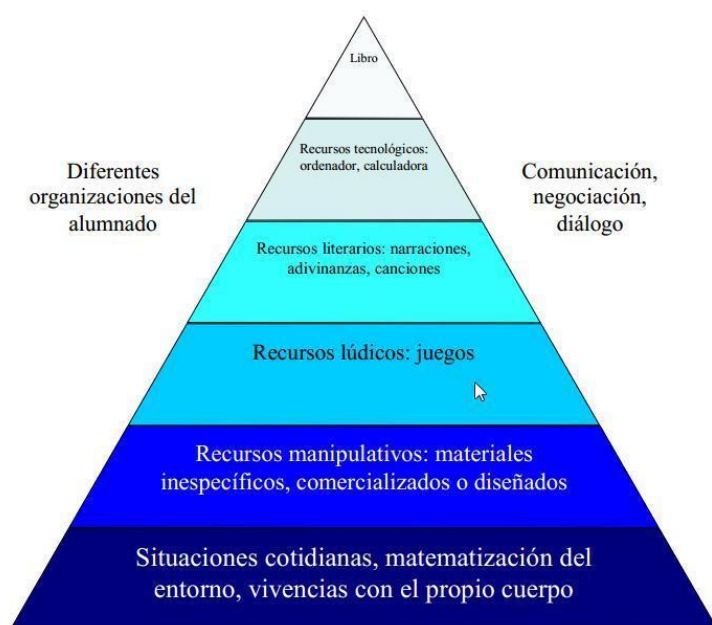 Libro
Recursos tecnológicos:
ordenador, calculadora
Diferentes
organizaciones del
alumnado
Comunicación,
negociación,
diálogo
Recursos literarios: narraciones,
adivinanzas, canciones
Recursos lúdicos: juegos
Recursos manipulativos: materiales
inespecíficos, comercializados o diseñados
Situaciones cotidianas, matematización del
entorno, vivencias con el propio cuerpo